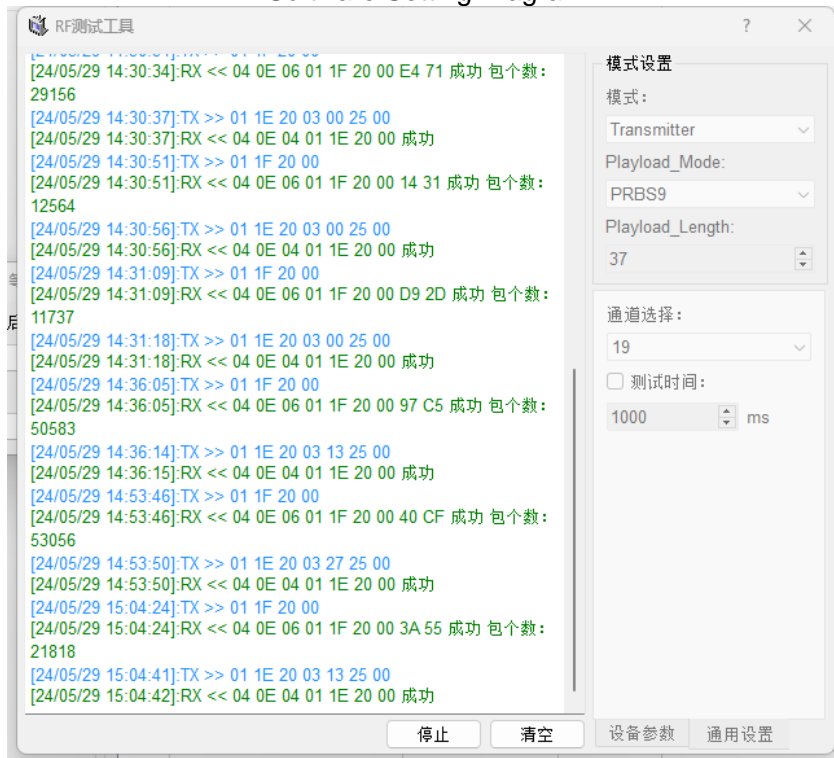 RF测试工具
[24/05/29 14:30:34]:RX << 04 0E 06 01 1F 20 00 E4 71 成功 包个数:
29156
[24/05/29 14:30:37]:TX >> 01 1E 20 03 00 25 00
[24/05/29 14:30:37]:RX << 04 0E 04 01 1E 20 00 成功
[24/05/29 14:30:51]:TX >> 01 1F 20 00
[24/05/29 14:30:51]:RX << 04 0E 06 01 1F 20 00 14 31 成功 包个数:
12564
[24/05/29 14:30:56]:TX >> 01 1E 20 03 00 25 00
[24/05/29 14:30:56]:RX << 04 0E 04 01 1E 20 00 成功
[24/05/29 14:31:09]:TX >> 01 1F 20 00
[24/05/29 14:31:09]:RX << 04 0E 06 01 1F 20 00 D9 2D 成功 包个数:
11737
[24/05/29 14:31:18]:TX >> 01 1E 20 03 00 25 00
[24/05/29 14:31:18]:RX << 04 0E 04 01 1E 20 00 成功
[24/05/29 14:36:05]:TX >> 01 1F 20 00
[24/05/29 14:36:05]:RX << 04 0E 06 01 1F 20 00 97 C5 成功 包个数:
50583
[24/05/29 14:36:14]:TX >> 01 1E 20 03 13 25 00
[24/05/29 14:36:15]:RX << 04 0E 04 01 1E 20 00 成功
[24/05/29 14:53:46]:TX >> 01 1F 20 00
[24/05/29 14:53:46]:RX << 04 0E 06 01 1F 20 00 40 CF 成功 包个数:
53056
[24/05/29 14:53:50]:TX >> 01 1E 20 03 27 25 00
[24/05/29 14:53:50]:RX << 04 0E 04 01 1E 20 00 成功
[24/05/29 15:04:24]:TX >> 01 1F 20 00
[24/05/29 15:04:24]:RX << 04 0E 06 01 1F 20 00 3A 55 成功 包个数:
21818
[24/05/29 15:04:41]:TX >> 01 1E 20 03 13 25 00
[24/05/29 15:04:42]:RX << 04 0E 04 01 1E 20 00 成功
停止
清空
模式设置
模式:
Transmitter
Playload_Mode:
PRBS9
Playload_Length:
37
通道选择:
19
测试时间:
1000 ms
设备参数
通用设置